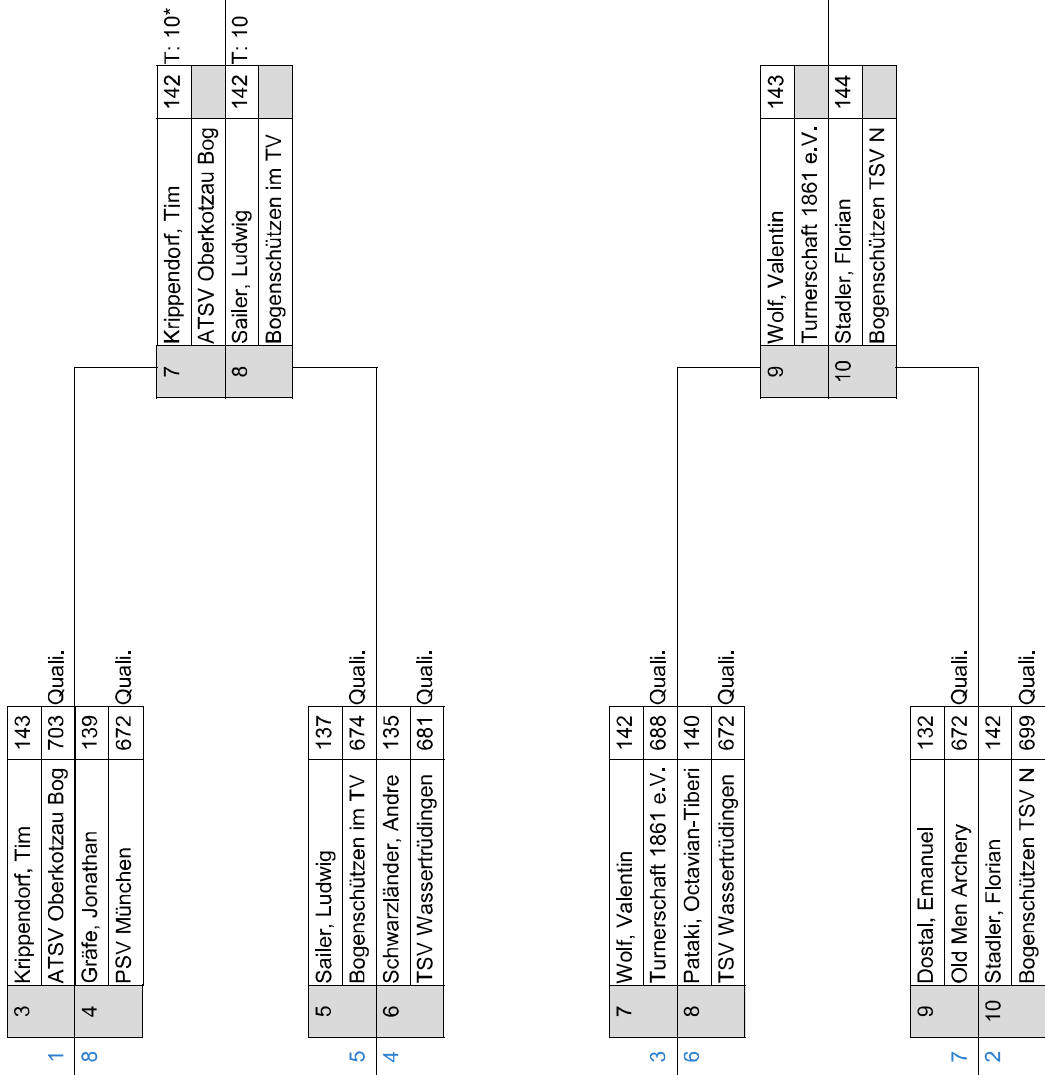 1
3 Krippendorf, Tim 143
ATSV Oberkotzau Bog 703 Quali.
8
4 Gräfe, Jonathan 139
PSV München 672 Quali.
5
5 Sailer, Ludwig 137
Bogenschützen im TV 674 Quali.
4
6 Schwarzländer, Andre 135
TSV Wassertrüdingen 681 Quali.
3
7 Wolf, Valentin 142
Turnerschaft 1861 e.V. 688 Quali.
6
8 Pataki, Octavian-Tiberi 140
TSV Wassertrüdingen 672 Quali.
7
9 Dostal, Emanuel 132
Old Men Archery 672 Quali.
2
10 Stadler, Florian 142
Bogenschützen TSV N 699 Quali.
7 Krippendorf, Tim 142 T: 10*
ATSV Oberkotzau Bog
8 Sailer, Ludwig 142 T: 10
Bogenschützen im TV
9 Wolf, Valentin 143
Turnerschaft 1861 e.V.
10 Stadler, Florian 144
Bogenschützen TSV N